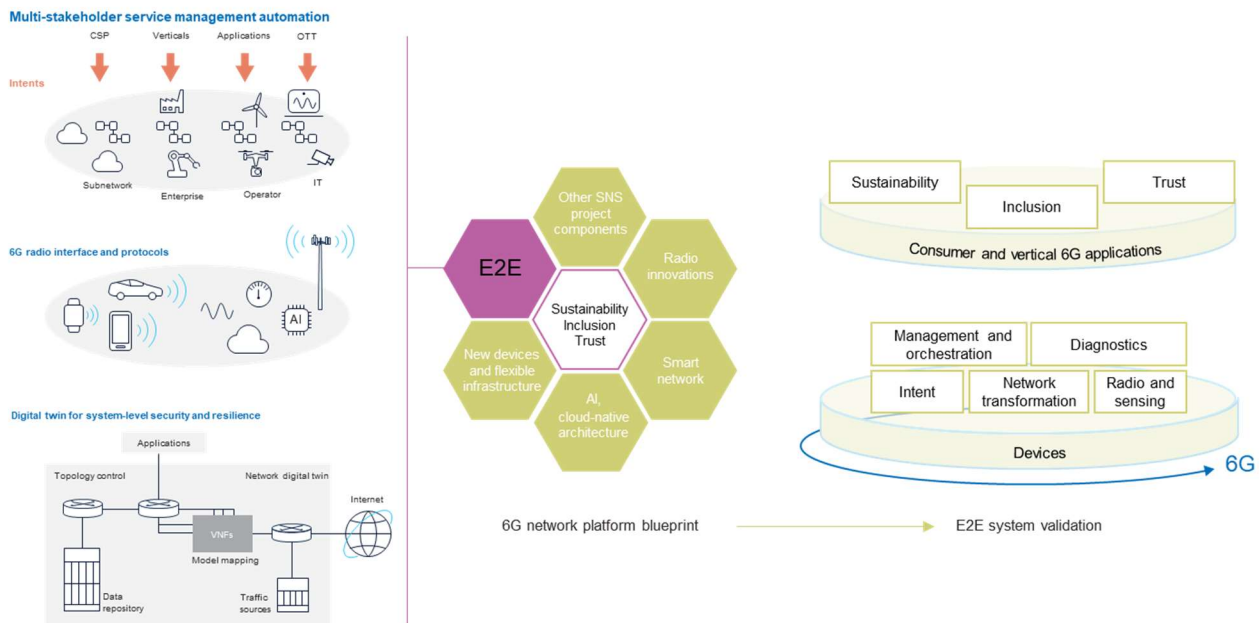 Multi-stakeholder service management automation
CSP
Verticals
Applications
OTT
Intents
Subnetwork
Enterprise
Operator
IT
6G radio interface and protocols
AI
Digital twin for system-level security and resilience
Applications
Topology control
Network digital twin
Internet
VNFs
Model mapping
Data
repository
Traffic
sources
Other SNS
project
components
E2E
Radio
innovations
Sustainability
Inclusion
Trust
New devices
and flexible
infrastructure
Smart
network
AI,
cloud-native
architecture
6G network platform blueprint
E2E system validation
Sustainability
Inclusion
Trust
Consumer and vertical 6G applications
Management and
orchestration
Diagnostics
Intent
Network
transformation
Radio and
sensing
Devices
6G